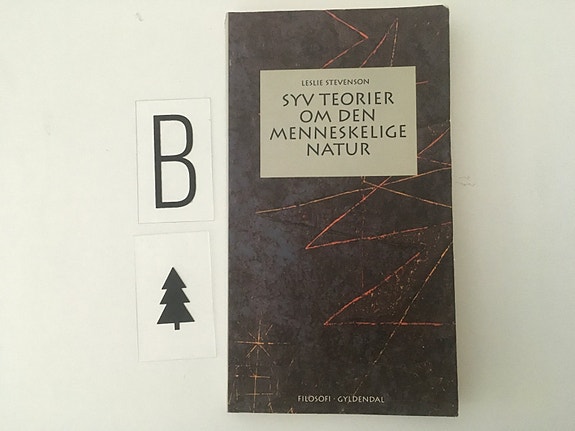 B
LESLIE STEVENSON
SYV TEORIER
OM DEN
MENNESKELIGE
NATUR
FILOSOFI · GYLDENDAL